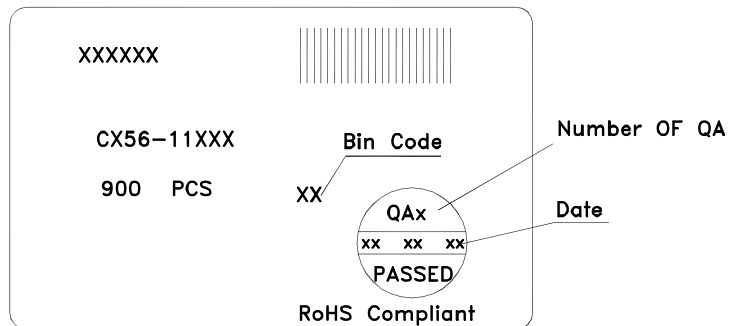 XXXXXX
Number OF QA
CX56-11XXX
Bin Code
900 PCS
XX
QAx
Date
xx xx xx
PASSED
RoHS Compliant